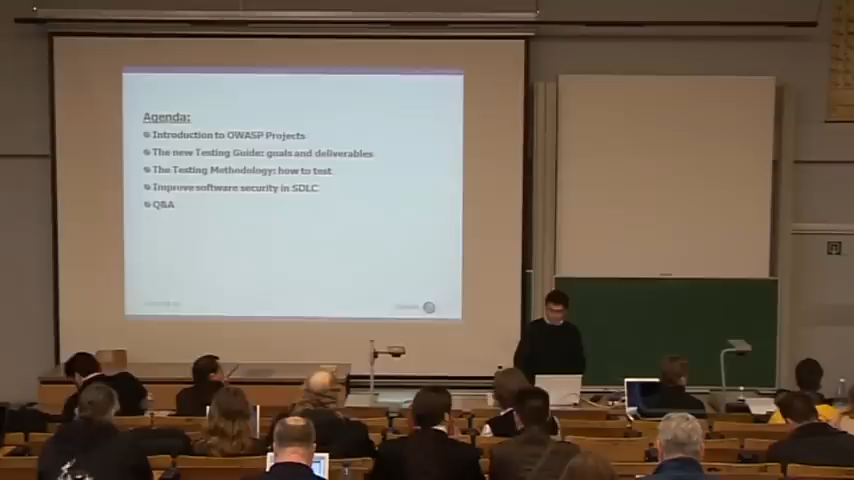 Agenda:
Introduction to OWASP Projects
The new Testing Guide: goals and deliverables
The Testing Methodology: how to test
Improve software security in SDLC
Q&A